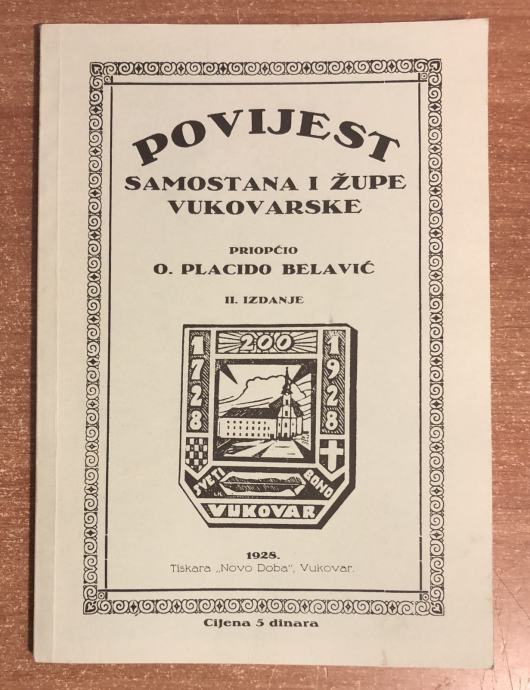 POVIJEST
SAMOSTANA I ŽUPE
VUKOVARSKE
PRIOPĆIO
O. PLACIDO BELAVIĆ
II. IZDANJE
200
1728
1928
SVETI BONO
VUKOVAR
1928.
Tiskara „Novo Doba", Vukovar.
Cijena 5 dinara